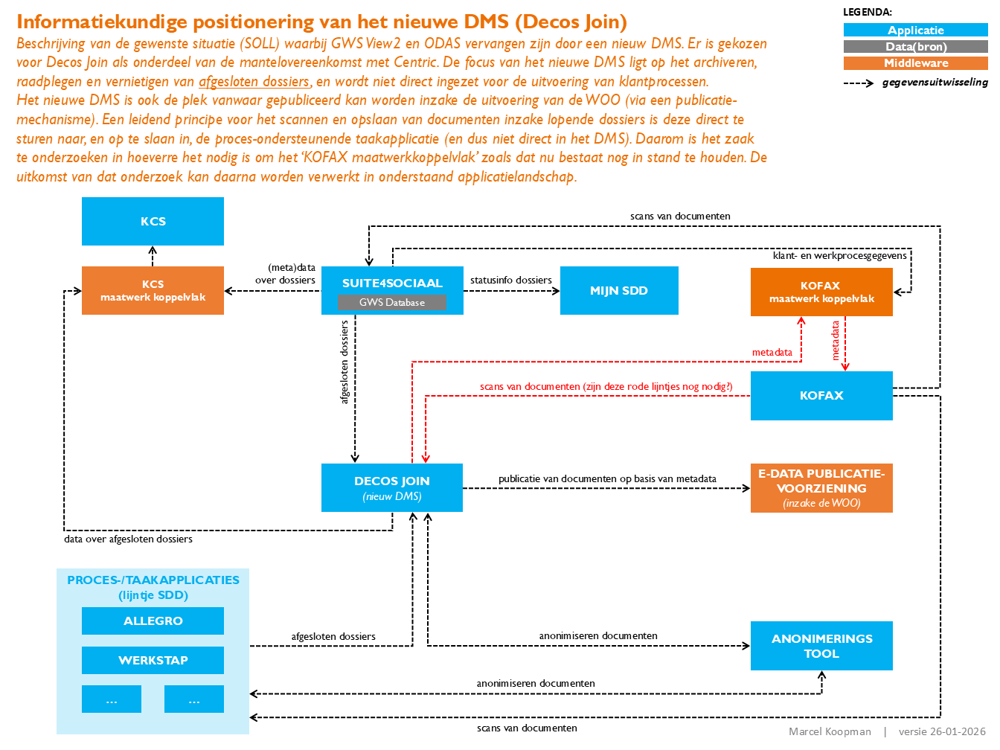 Informatiekundige positionering van het nieuwe DMS (Decos Join)
Beschrijving van de gewenste situatie (SOLL) waarbij GWS View2 en ODAS vervangen zijn door een nieuw DMS. Er is gekozen
voor Decos Join als onderdeel van de mantelovereenkomst met Centric. De focus van het nieuwe DMS ligt op het archiveren,
raadplegen en vernietigen van afgesloten dossiers, en wordt niet direct ingezet voor de uitvoering van klantprocessen.
Het nieuwe DMS is ook de plek vanwaar gepubliceerd kan worden inzake de uitvoering van de WOO (via een publicatie-
mechanisme). Een leidend principe voor het scannen en opslaan van documenten inzake lopende dossiers is deze direct te
sturen naar, en op te slaan in, de proces-ondersteunende taakapplicatie (en dus niet direct in het DMS). Daarom is het zaak
te onderzoeken in hoeverre het nodig is om het ‘KOFAX maatwerkkoppelvlak’ zoals dat nu bestaat nog in stand te houden. De
uitkomst van dat onderzoek kan daarna worden verwerkt in onderstaand applicatielandschap.
LEGENDA:
Applicatie
Data(bron)
Middleware
gegevensuitwisseling
KCS
scans van documenten
klant- en werkprocesgegevens
KCS
maatwerk koppelvlak
(meta)data
over dossiers
SUITE4SOCIAAL
GWS Database
statusinfo dossiers
MIJN SDD
KOFAX
maatwerk koppelvlak
afgesloten dossiers
metadata
metadata
scans van documenten (zijn deze rode lijntjes nog nodig?)
KOFAX
DECOS JOIN
(nieuw DMS)
publicatie van documenten op basis van metadata
E-DATA PUBLICATIE-
VOORZIENING
(inzake de WOO)
data over afgesloten dossiers
PROCES-/TAAKAPPLICATIES
(lijntje SDD)
ALLEGRO
WERKSTAP
...
...
afgesloten dossiers
anonimiseren documenten
ANONIMERINGS
TOOL
anonimiseren documenten
scans van documenten
Marcel Koopman | versie 26-01-2026